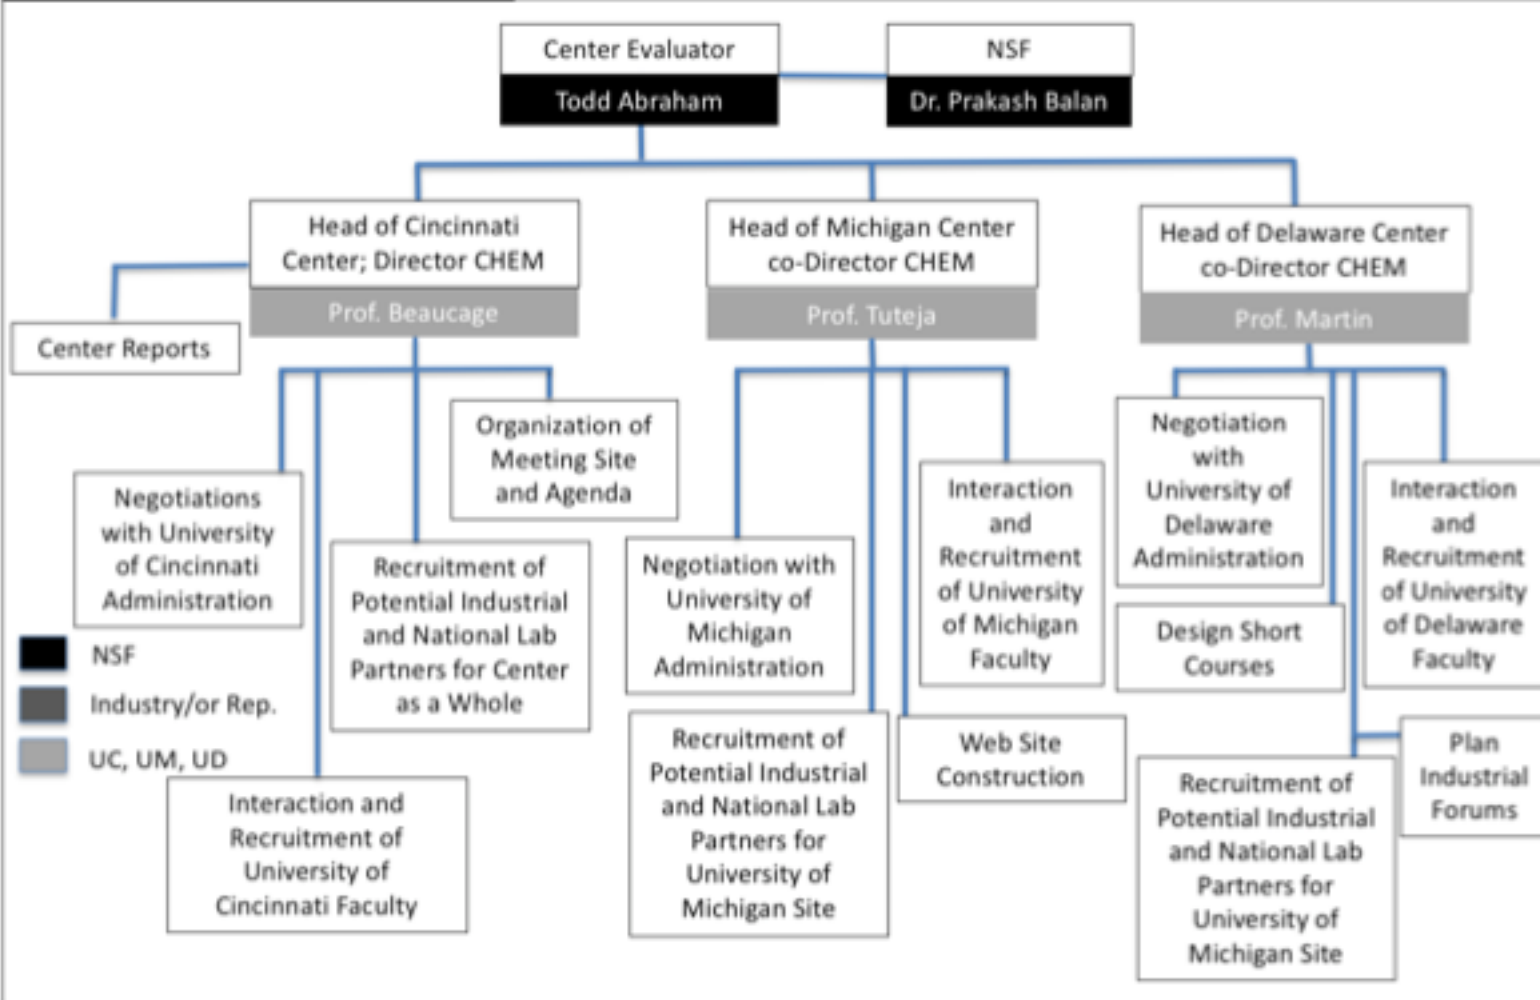 Center Evaluator
Todd Abraham
NSF
Dr. Prakash Balan
Head of Cincinnati
Center; Director CHEM
Prof. Beaucage
Head of Michigan Center
co-Director CHEM
Prof. Tuteja
Head of Delaware Center
co-Director CHEM
Prof. Martin
Center Reports
Organization of
Meeting Site
and Agenda
Negotiations
with University
of Cincinnati
Administration
Recruitment of
Potential Industrial
and National Lab
Partners for Center
as a Whole
Interaction and
Recruitment of
University of
Cincinnati Faculty
Negotiation with
University of
Michigan
Administration
Interaction
and
Recruitment
of University
of Michigan
Faculty
Recruitment of
Potential Industrial
and National Lab
Partners for
University of
Michigan Site
Web Site
Construction
Negotiation
with
University of
Delaware
Administration
Interaction
and
Recruitment
of University
of Delaware
Faculty
Design Short
Courses
Plan
Industrial
Forums
Recruitment of
Potential Industrial
and National Lab
Partners for
University of
Michigan Site
NSF
Industry/or Rep.
UC, UM, UD